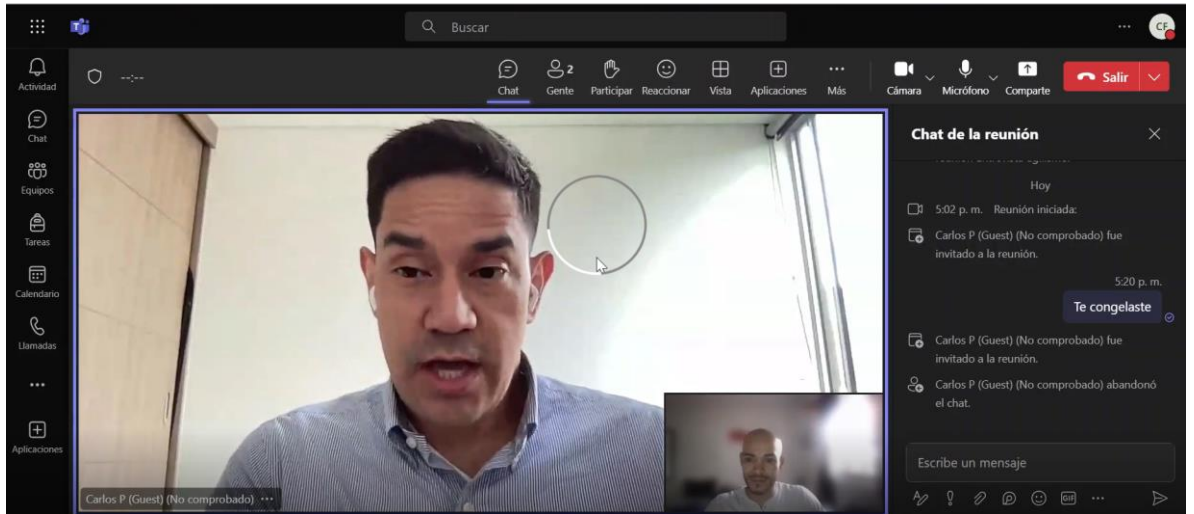 Buscar
CF
Actividad
Chat
Equipos
Tareas
Calendario
Llamadas
Aplicaciones
--:--
Chat
2
Gente
Participar
Reaccionar
Vista
Aplicaciones
Más
Cámara
Micrófono
Comparte
Salir
Carlos P (Guest) (No comprobado)
Chat de la reunión
Hoy
5:02 p. m. Reunión iniciada:
Carlos P (Guest) (No comprobado) fue
invitado a la reunión.
5:20 p. m.
Te congelaste
Carlos P (Guest) (No comprobado) fue
invitado a la reunión.
Carlos P (Guest) (No comprobado) abandonó
el chat.
Escribe un mensaje
GIF